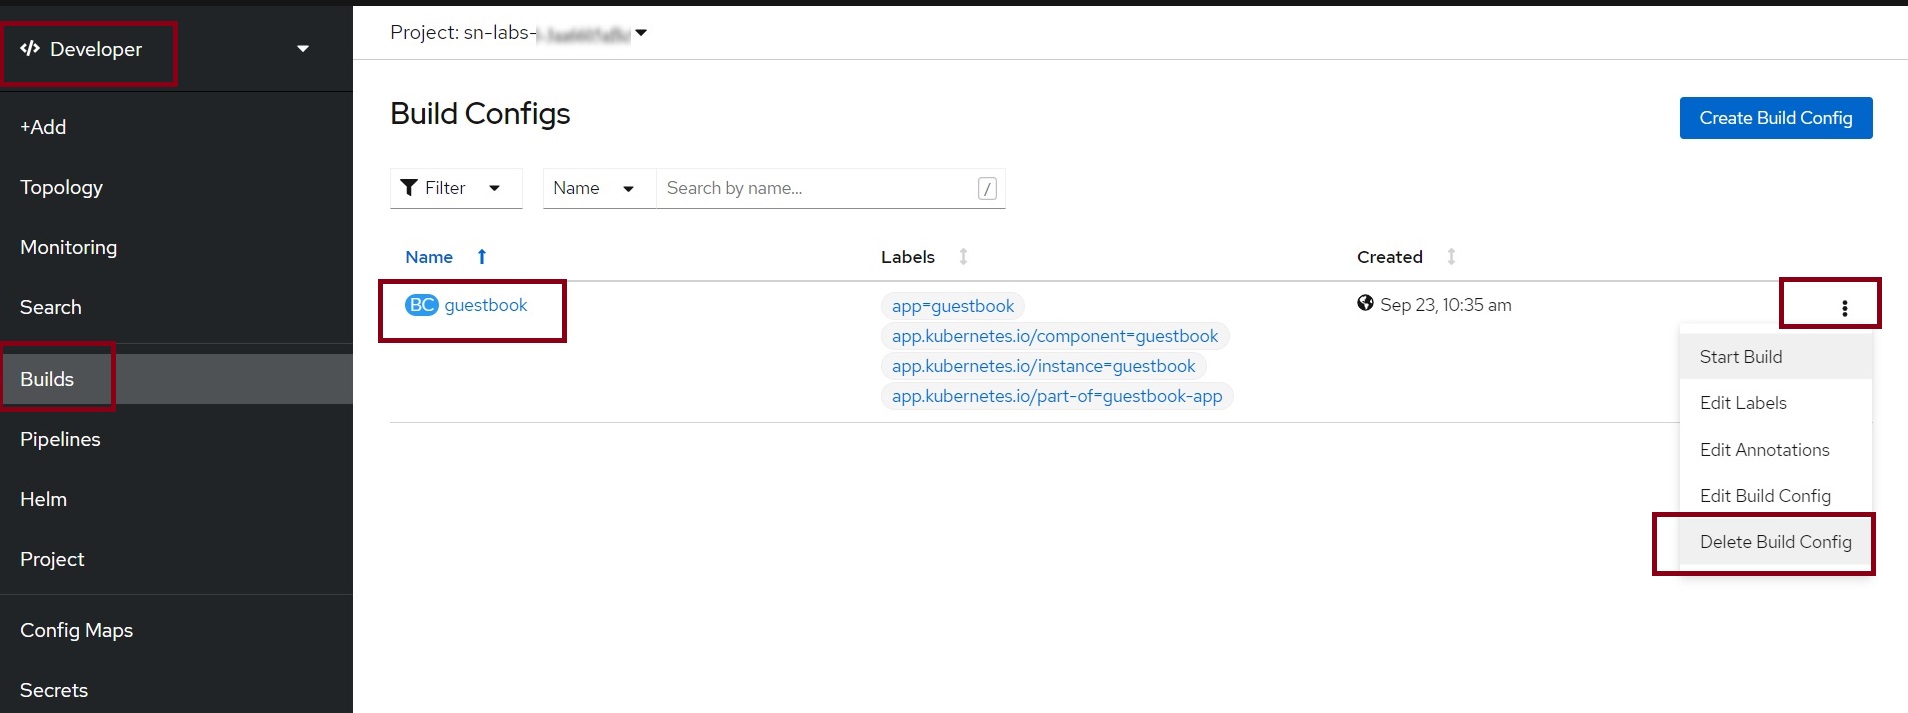 Developer
+Add
Topology
Monitoring
Search
Builds
Pipelines
Helm
Project
Config Maps
Secrets
Project: sn-labs-
Build Configs
Create Build Config
Filter
Name
Search by name...
/
Name Labels Created
BC guestbook
app=guestbook
app.kubernetes.io/component=guestbook
app.kubernetes.io/instance=guestbook
app.kubernetes.io/part-of=guestbook-app
Sep 23, 10:35 am
Start Build
Edit Labels
Edit Annotations
Edit Build Config
Delete Build Config